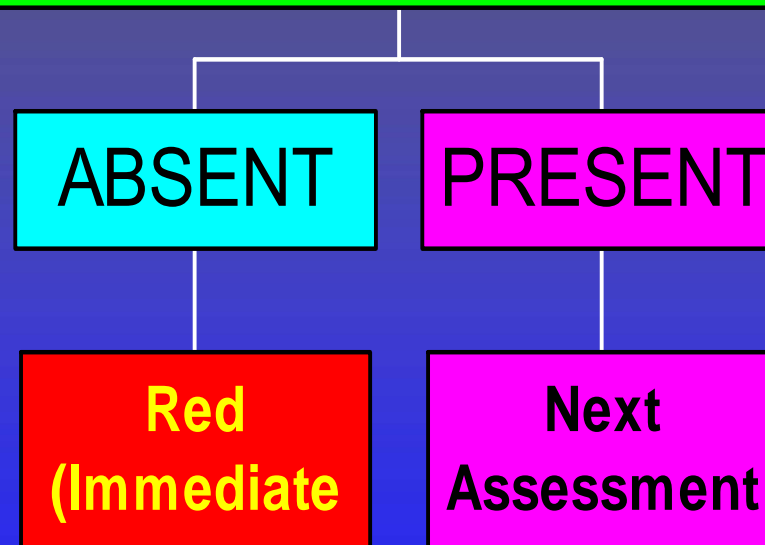 ABSENT
PRESENT
Red
(Immediate
Next
Assessment